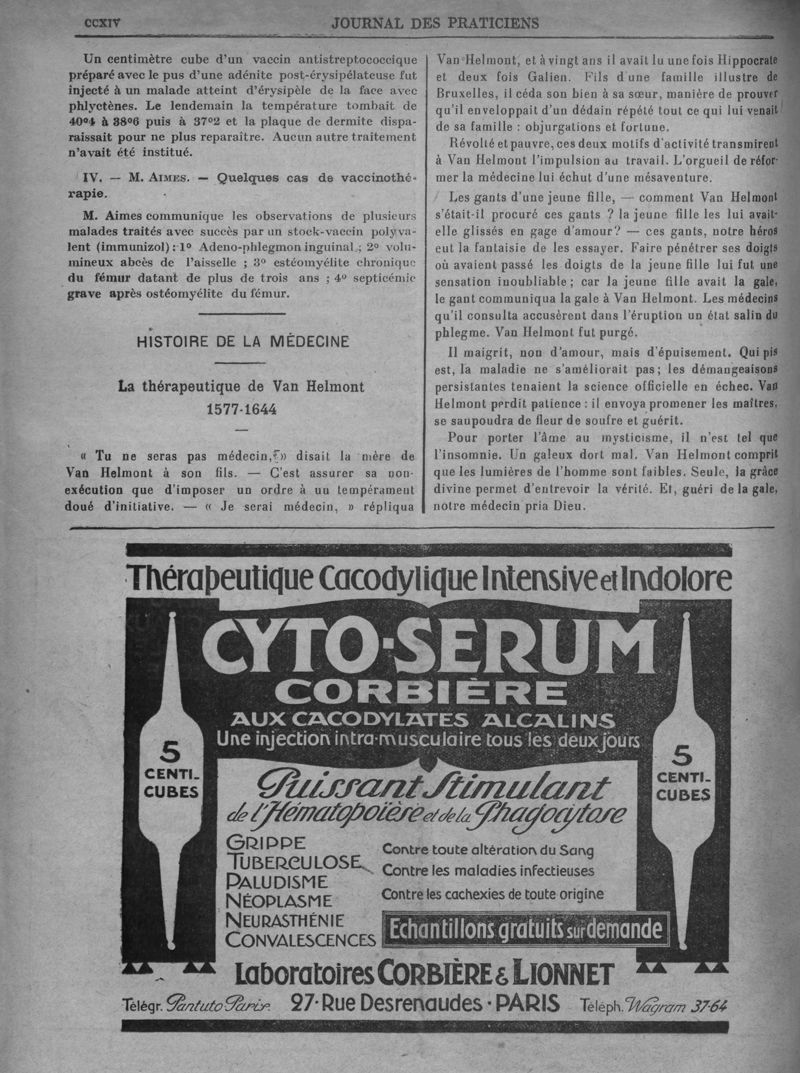 CCXIV
JOURNAL DES PRATICIENS
Un centimètre cube d'un vaccin antistreptococcique
préparé avec le pus d'une adénite post-érysipélateuse fut
injecté à un malade atteint d'érysipèle de la face avec
phlyctènes. Le lendemain la température tombait de
40°4 à 38°6 puis à 37°2 et la plaque de dermite dispa-
raissait pour ne plus reparaître. Aucun autre traitement
n'avait été institué.
IV. — M. AIMES. — Quelques cas de vaccinothé-
rapie.
M. Aimes communique les observations de plusieurs
malades traités avec succès par un stock-vaccin polyva-
lent (immunizol) : 1° Adeno-phlegmon inguinal ; 2° volu-
mineux abcès de l'aisselle ; 3° estéomyélite chronique
du fémur datant de plus de trois ans ; 4° septicémie
grave après ostéomyélite du fémur.
HISTOIRE DE LA MÉDECINE
La thérapeutique de Van Helmont
1577-1644
« Tu ne seras pas médecin, » disait la mère de
Van Helmont à son fils. — C'est assurer sa non-
exécution que d'imposer un ordre à un tempérament
doué d'initiative. — « Je serai médecin, » répliqua
Van Helmont, et à vingt ans il avait lu une fois Hippocrate
et deux fois Galien. Fils d'une famille illustre de
Bruxelles, il céda son bien à sa sœur, manière de prouver
qu'il enveloppait d'un dédain répété tout ce qui lui venait
de sa famille : objurgations et fortune.
Révolté et pauvre, ces deux motifs d'activité transmirent
à Van Helmont l'impulsion au travail. L'orgueil de réfor-
mer la médecine lui échut d'une mésaventure.
Les gants d'une jeune fille, — comment Van Helmont
s'était-il procuré ces gants ? la jeune fille les lui avait-
elle glissés en gage d'amour? — ces gants, notre héros
eut la fantaisie de les essayer. Faire pénétrer ses doigts
où avaient passé les doigts de la jeune fille lui fut une
sensation inoubliable ; car la jeune fille avait la gale,
le gant communiqua la gale à Van Helmont. Les médecins
qu'il consulta accusèrent dans l'éruption un état salin du
phlegme. Van Helmont fut purgé.
Il maigrit, non d'amour, mais d'épuisement. Qui pis
est, la maladie ne s'améliorait pas ; les démangeaisons
persistantes tenaient la science officielle en échec. Van
Helmont perdit patience : il envoya promener les maîtres,
se saupoudra de fleur de soufre et guérit.
Pour porter l'âme au mysticisme, il n'est tel que
l'insomnie. Un galeux dort mal. Van Helmont comprit
que les lumières de l'homme sont faibles. Seule, la grâce
divine permet d'entrevoir la vérité. Et, guéri de la gale,
notre médecin pria Dieu.
Thérapeutique Cacodylique Intensive et Indolore
CYTO-SERUM
CORBIÈRE
AUX CACODYLATES ALCALINS
Une injection intra-musculaire tous les deux jours
5
CENTI-
CUBES
5
CENTI-
CUBES
Puissant Stimulant
de l'Hématopoïèse et de la Phagocytose
GRIPPE
TUBERCULOSE
PALUDISME
NÉOPLASME
NEURASTHÉNIE
CONVALESCENCES
Contre toute altération du Sang
Contre les maladies infectieuses
Contre les cachexies de toute origine
Echantillons gratuits sur demande
Laboratoires CORBIÈRE & LIONNET
Télégr. Pantuto Paris. 27·Rue Desrenaudes·PARIS Téleph. Wagram 37-64